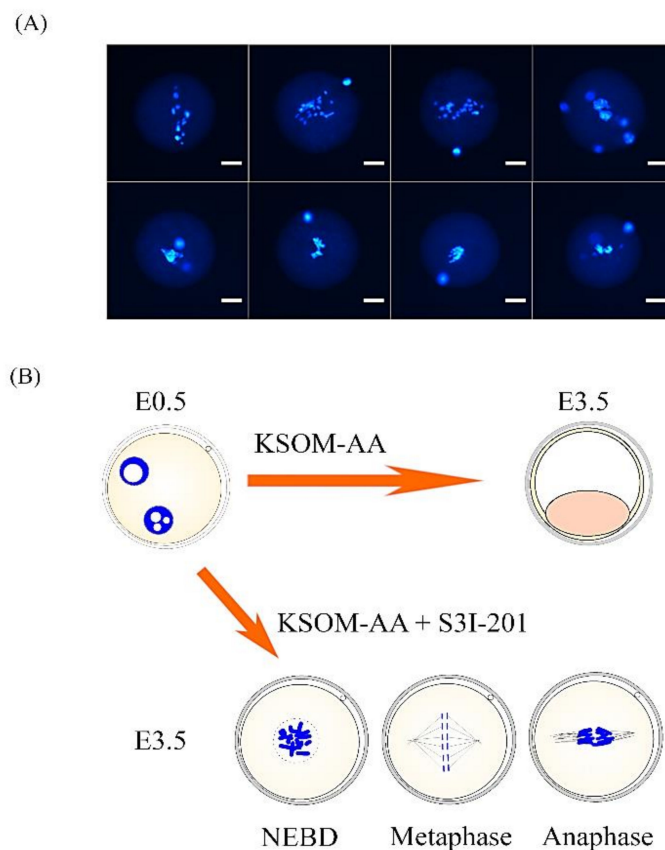 (A)
(B)
E0.5
E3.5
KSOM-AA
KSOM-AA + S3I-201
E3.5
NEBD Metaphase Anaphase